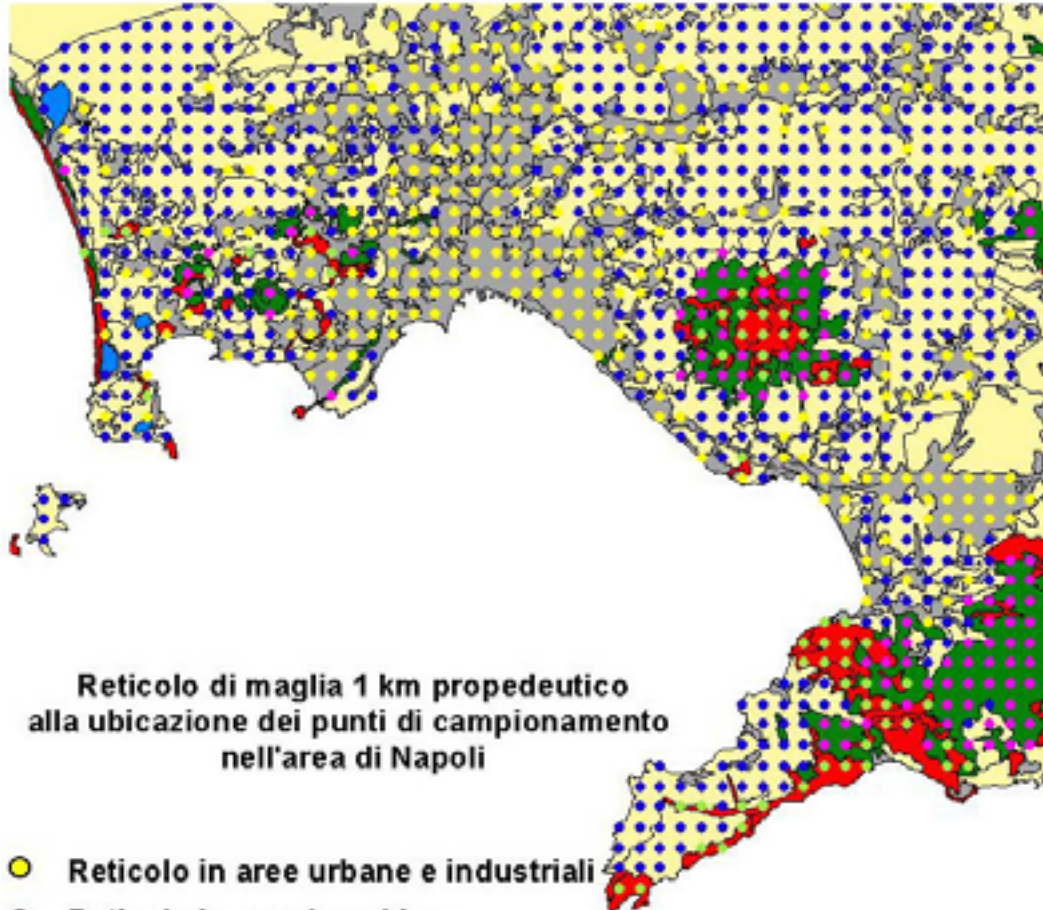 Reticolo di maglia 1 km propedeutico
alla ubicazione dei punti di campionamento
nell'area di Napoli
Reticolo in aree urbane e industriali